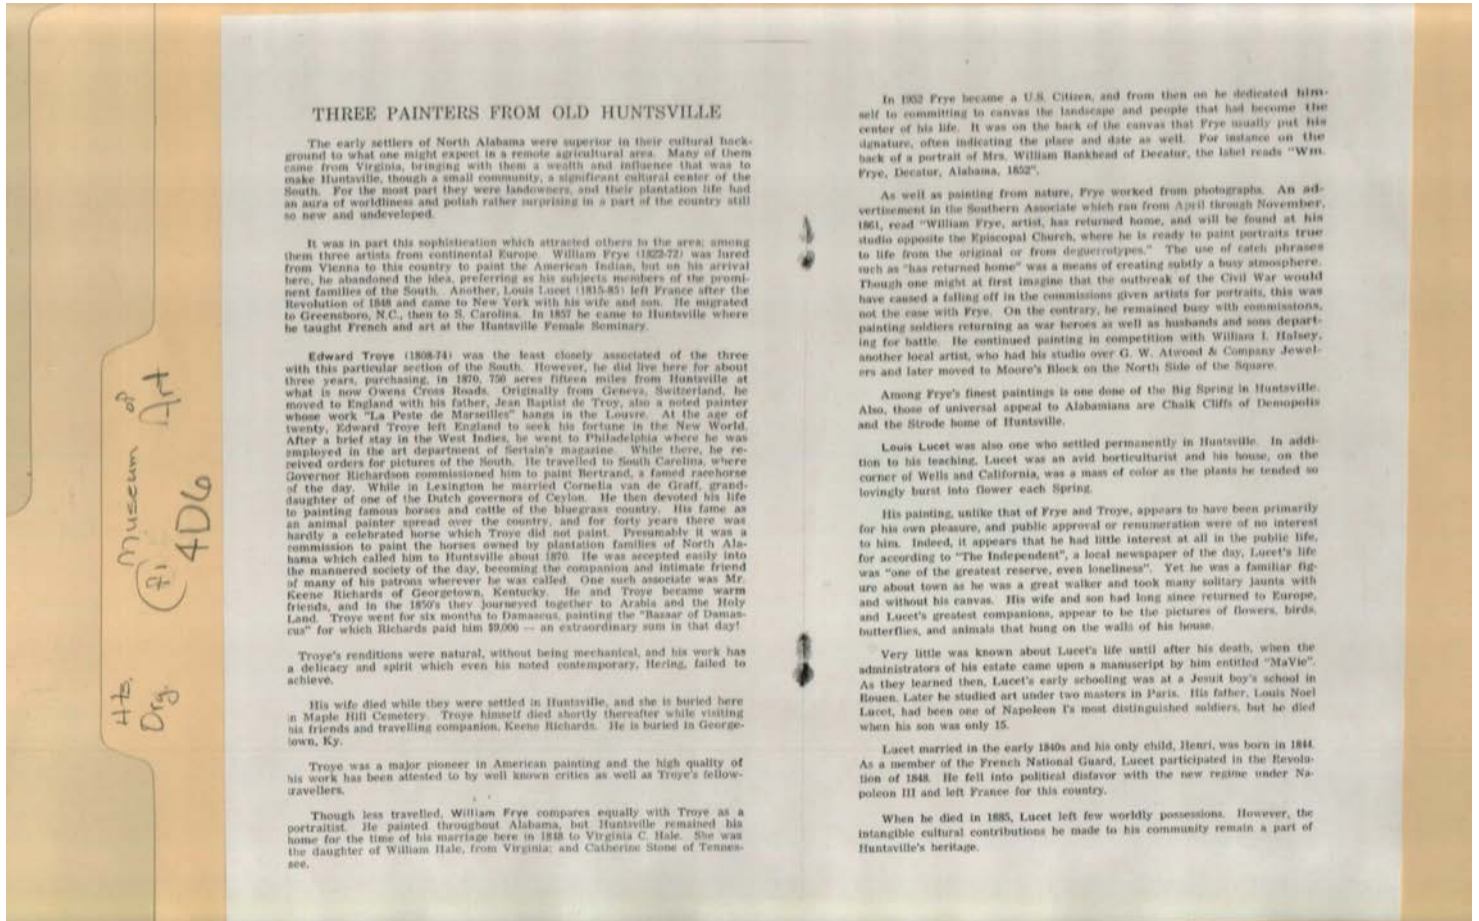 THREE PAINTERS FROM OLD HUNTSVILLE
The early settlers of North Alabama were superior in their cultural back-
ground to what one might expect in a remote agricultural area. Many of them
came from Virginia, bringing with them a wealth and influence that was to
make Huntsville, though a small community, a significant cultural center of the
South. For the most part they were landowners, and their plantation life had
an aura of worldliness and polish rather surprising in a part of the country still
so new and undeveloped.
It was in part this sophistication which attracted others to the area; among
them three artists from continental Europe. William Frye (1822-72) was lured
from Vienna to this country to paint the American Indian, but on his arrival
here, he abandoned the idea, preferring as his subjects members of the promi-
nent families of the South. Another, Louis Lucet (1815-85) left France after the
Revolution of 1848 and came to New York with his wife and son. He migrated
to Greensboro, N.C., then to S. Carolina. In 1857 he came to Huntsville where
he taught French and art at the Huntsville Female Seminary.
Edward Troye (1808-74) was the least closely associated of the three
with this particular section of the South. However, he did live here for about
three years, purchasing, in 1870, 750 acres fifteen miles from Huntsville at
what is now Owens Cross Roads. Originally from Geneva, Switzerland, he
moved to England with his father, Jean Baptist de Troy, also a noted painter
whose work "La Peste de Marseilles" hangs in the Louvre. At the age of
twenty, Edward Troye left England to seek his fortune in the New World.
After a brief stay in the West Indies, he went to Philadelphia where he was
employed in the art department of Sertain's magazine. While there, he re-
ceived orders for pictures of the South. He travelled to South Carolina, where
Governor Richardson commissioned him to paint Bertrand, a famed racehorse
of the day. While in Lexington he married Cornelia van de Graff, grand-
daughter of one of the Dutch governors of Ceylon. He then devoted his life
to painting famous horses and cattle of the bluegrass country. His fame as
an animal painter spread over the country, and for forty years there was
hardly a celebrated horse which Troye did not paint. Presumably it was a
commission to paint the horses owned by plantation families of North Ala-
bama which called him to Huntsville about 1870. He was accepted easily into
the mannered society of the day, becoming the companion and intimate friend
of many of his patrons wherever he was called. One such associate was Mr.
Keene Richards of Georgetown, Kentucky. He and Troye became warm
friends, and in the 1850's they journeyed together to Arabia and the Holy
Land. Troye went for six months to Damascus, painting the "Bazaar of Damas-
cus" for which Richards paid him $9,000 — an extraordinary sum in that day!
Troye's renditions were natural, without being mechanical, and his work has
a delicacy and spirit which even his noted contemporary, Hering, failed to
achieve.
His wife died while they were settled in Huntsville, and she is buried here
in Maple Hill Cemetery. Troye himself died shortly thereafter while visiting
his friends and travelling companion, Keene Richards. He is buried in George-
town, Ky.
Troye was a major pioneer in American painting and the high quality of
his work has been attested to by well known critics as well as Troye's fellow-
travellers.
Though less travelled, William Frye compares equally with Troye as a
portraitist. He painted throughout Alabama, but Huntsville remained his
home for the time of his marriage here in 1848 to Virginia C. Hale. She was
the daughter of William Hale, from Virginia; and Catherine Stone of Tennes-
see.
In 1952 Frye became a U.S. Citizen, and from then on he dedicated him-
self to committing to canvas the landscape and people that had become the
center of his life. It was on the back of the canvas that Frye usually put his
signature, often indicating the place and date as well. For instance on the
back of a portrait of Mrs. William Bankhead of Decatur, the label reads "Wm.
Frye, Decatur, Alabama, 1852".
As well as painting from nature, Frye worked from photographs. An ad-
vertisement in the Southern Associate which ran from April through November,
1861, read "William Frye, artist, has returned home, and will be found at his
studio opposite the Episcopal Church, where he is ready to paint portraits true
to life from the original or from deguerrotypes." The use of catch phrases
such as "has returned home" was a means of creating subtly a busy atmosphere.
Though one might at first imagine that the outbreak of the Civil War would
have caused a falling off in the commissions given artists for portraits, this was
not the case with Frye. On the contrary, he remained busy with commissions,
painting soldiers returning as war heroes as well as husbands and sons depart-
ing for battle. He continued painting in competition with William I. Halsey,
another local artist, who had his studio over G. W. Atwood & Company Jewel-
ers and later moved to Moore's Block on the North Side of the Square.
Among Frye's finest paintings is one done of the Big Spring in Huntsville.
Also, those of universal appeal to Alabamians are Chalk Cliffs of Demopolis
and the Strode home of Huntsville.
Louis Lucet was also one who settled permanently in Huntsville. In addi-
tion to his teaching, Lucet was an avid horticulturist and his house, on the
corner of Wells and California, was a mass of color as the plants he tended so
lovingly burst into flower each Spring.
His painting, unlike that of Frye and Troye, appears to have been primarily
for his own pleasure, and public approval or renumeration were of no interest
to him. Indeed, it appears that he had little interest at all in the public life,
for according to "The Independent", a local newspaper of the day, Lucet's life
was "one of the greatest reserve, even loneliness". Yet he was a familiar fig-
ure about town as he was a great walker and took many solitary jaunts with
and without his canvas. His wife and son had long since returned to Europe,
and Lucet's greatest companions, appear to be the pictures of flowers, birds,
butterflies, and animals that hung on the walls of his house.
Very little was known about Lucet's life until after his death, when the
administrators of his estate came upon a manuscript by him entitled "MaVie".
As they learned then, Lucet's early schooling was at a Jesuit boy's school in
Rouen. Later he studied art under two masters in Paris. His father, Louis Noel
Lucet, had been one of Napoleon I's most distinguished soldiers, but he died
when his son was only 15.
Lucet married in the early 1840s and his only child, Henri, was born in 1844.
As a member of the French National Guard, Lucet participated in the Revolu-
tion of 1848. He fell into political disfavor with the new regime under Na-
poleon III and left France for this country.
When he died in 1885, Lucet left few worldly possessions. However, the
intangible cultural contributions he made to his community remain a part of
Huntsville's heritage.
Hts. Museum of
Org. Art
4D6